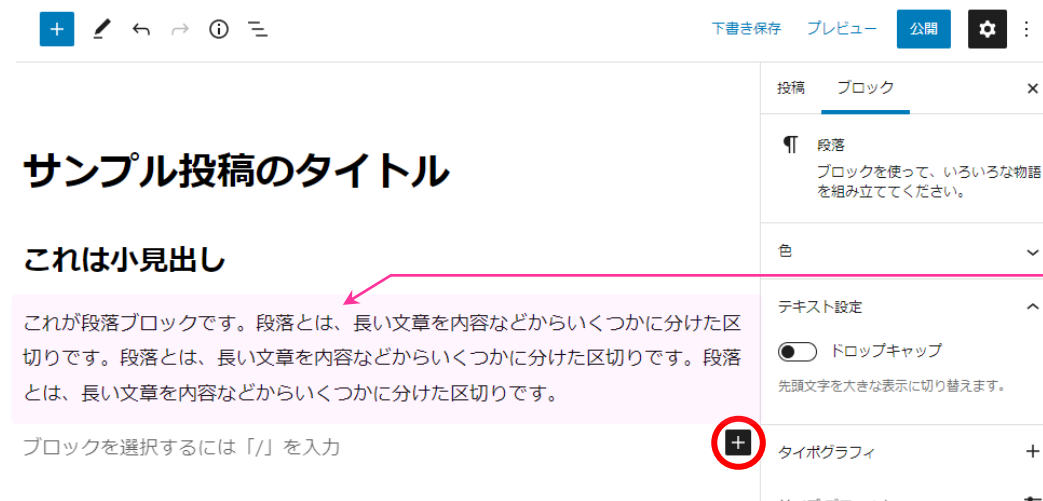 下書き保存 プレビュー 公開
投稿 ブロック
サンプル投稿のタイトル
段落
ブロックを使って、いろいろな物語
を組み立ててください。
これは小見出し
色
これが段落ブロックです。段落とは、長い文章を内容などからいくつかに分けた区
切りです。段落とは、長い文章を内容などからいくつかに分けた区切りです。段落
とは、長い文章を内容などからいくつかに分けた区切りです。
テキスト設定
ドロップキャップ
先頭文字を大きな表示に切り替えます。
ブロックを選択するには「/」を入力
タイポグラフィ